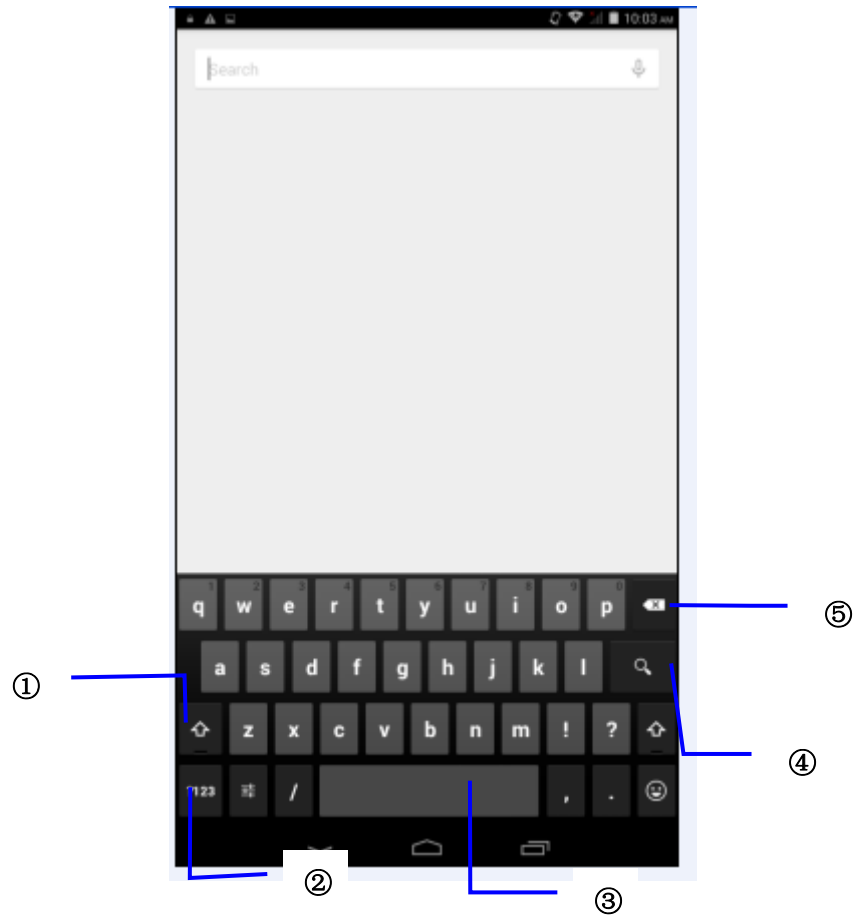 10:03 AM
Search
1 2 3 4 5 6 7 8 9 0
q w e r t y u i o p
⑤
a s d f g h j k l
①
z x c v b n m ! ?
④
?123 / , .
②
③